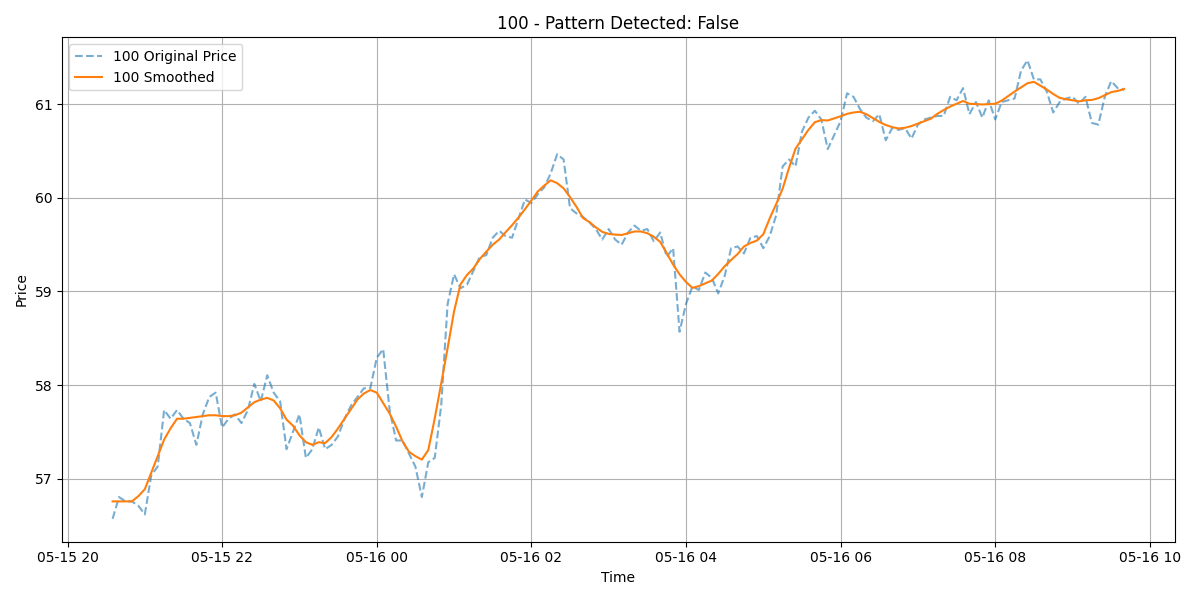 100 - Pattern Detected: False
100 Original Price
100 Smoothed
Price
61
60
59
58
57
05-15 20 05-15 22 05-16 00 05-16 02 05-16 04 05-16 06 05-16 08 05-16 10
Time